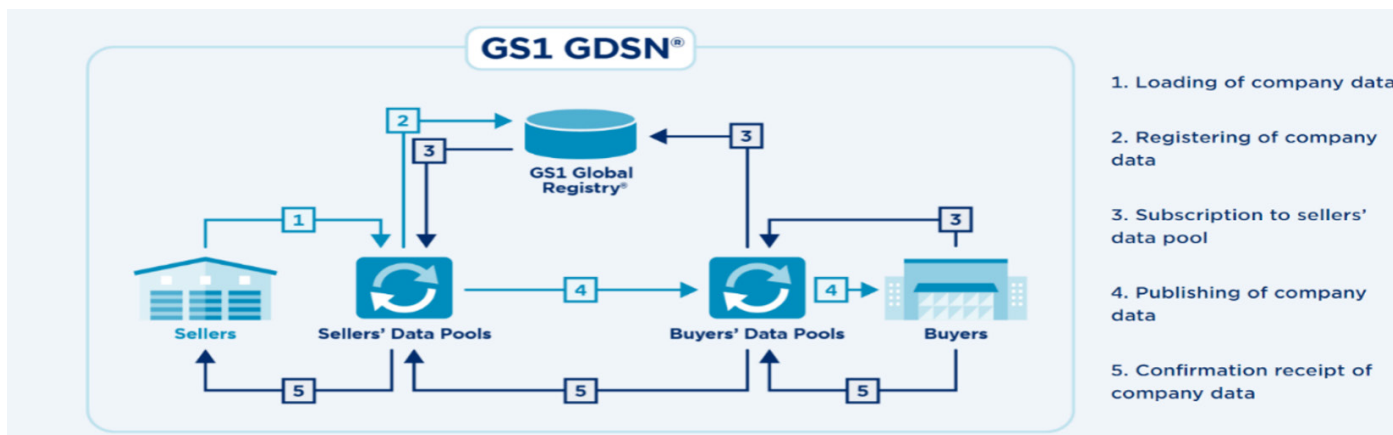 GS1 GDSN®
2
3
3
GS1 Global
Registry®
1
3
4
4
Sellers
Sellers' Data Pools
Buyers' Data Pools
Buyers
5
5
5
1. Loading of company data
2. Registering of company
data
3. Subscription to sellers'
data pool
4. Publishing of company
data
5. Confirmation receipt of
company data